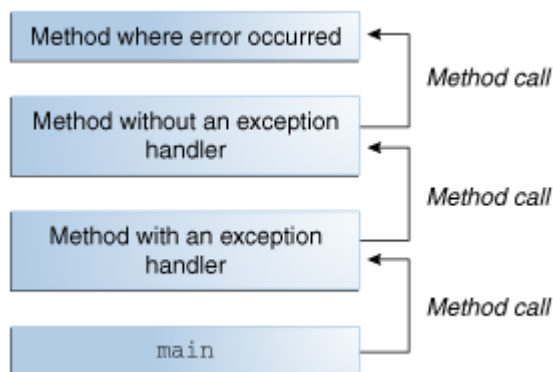 Method where error occurred
Method call
Method without an exception
handler
Method call
Method with an exception
handler
Method call
main